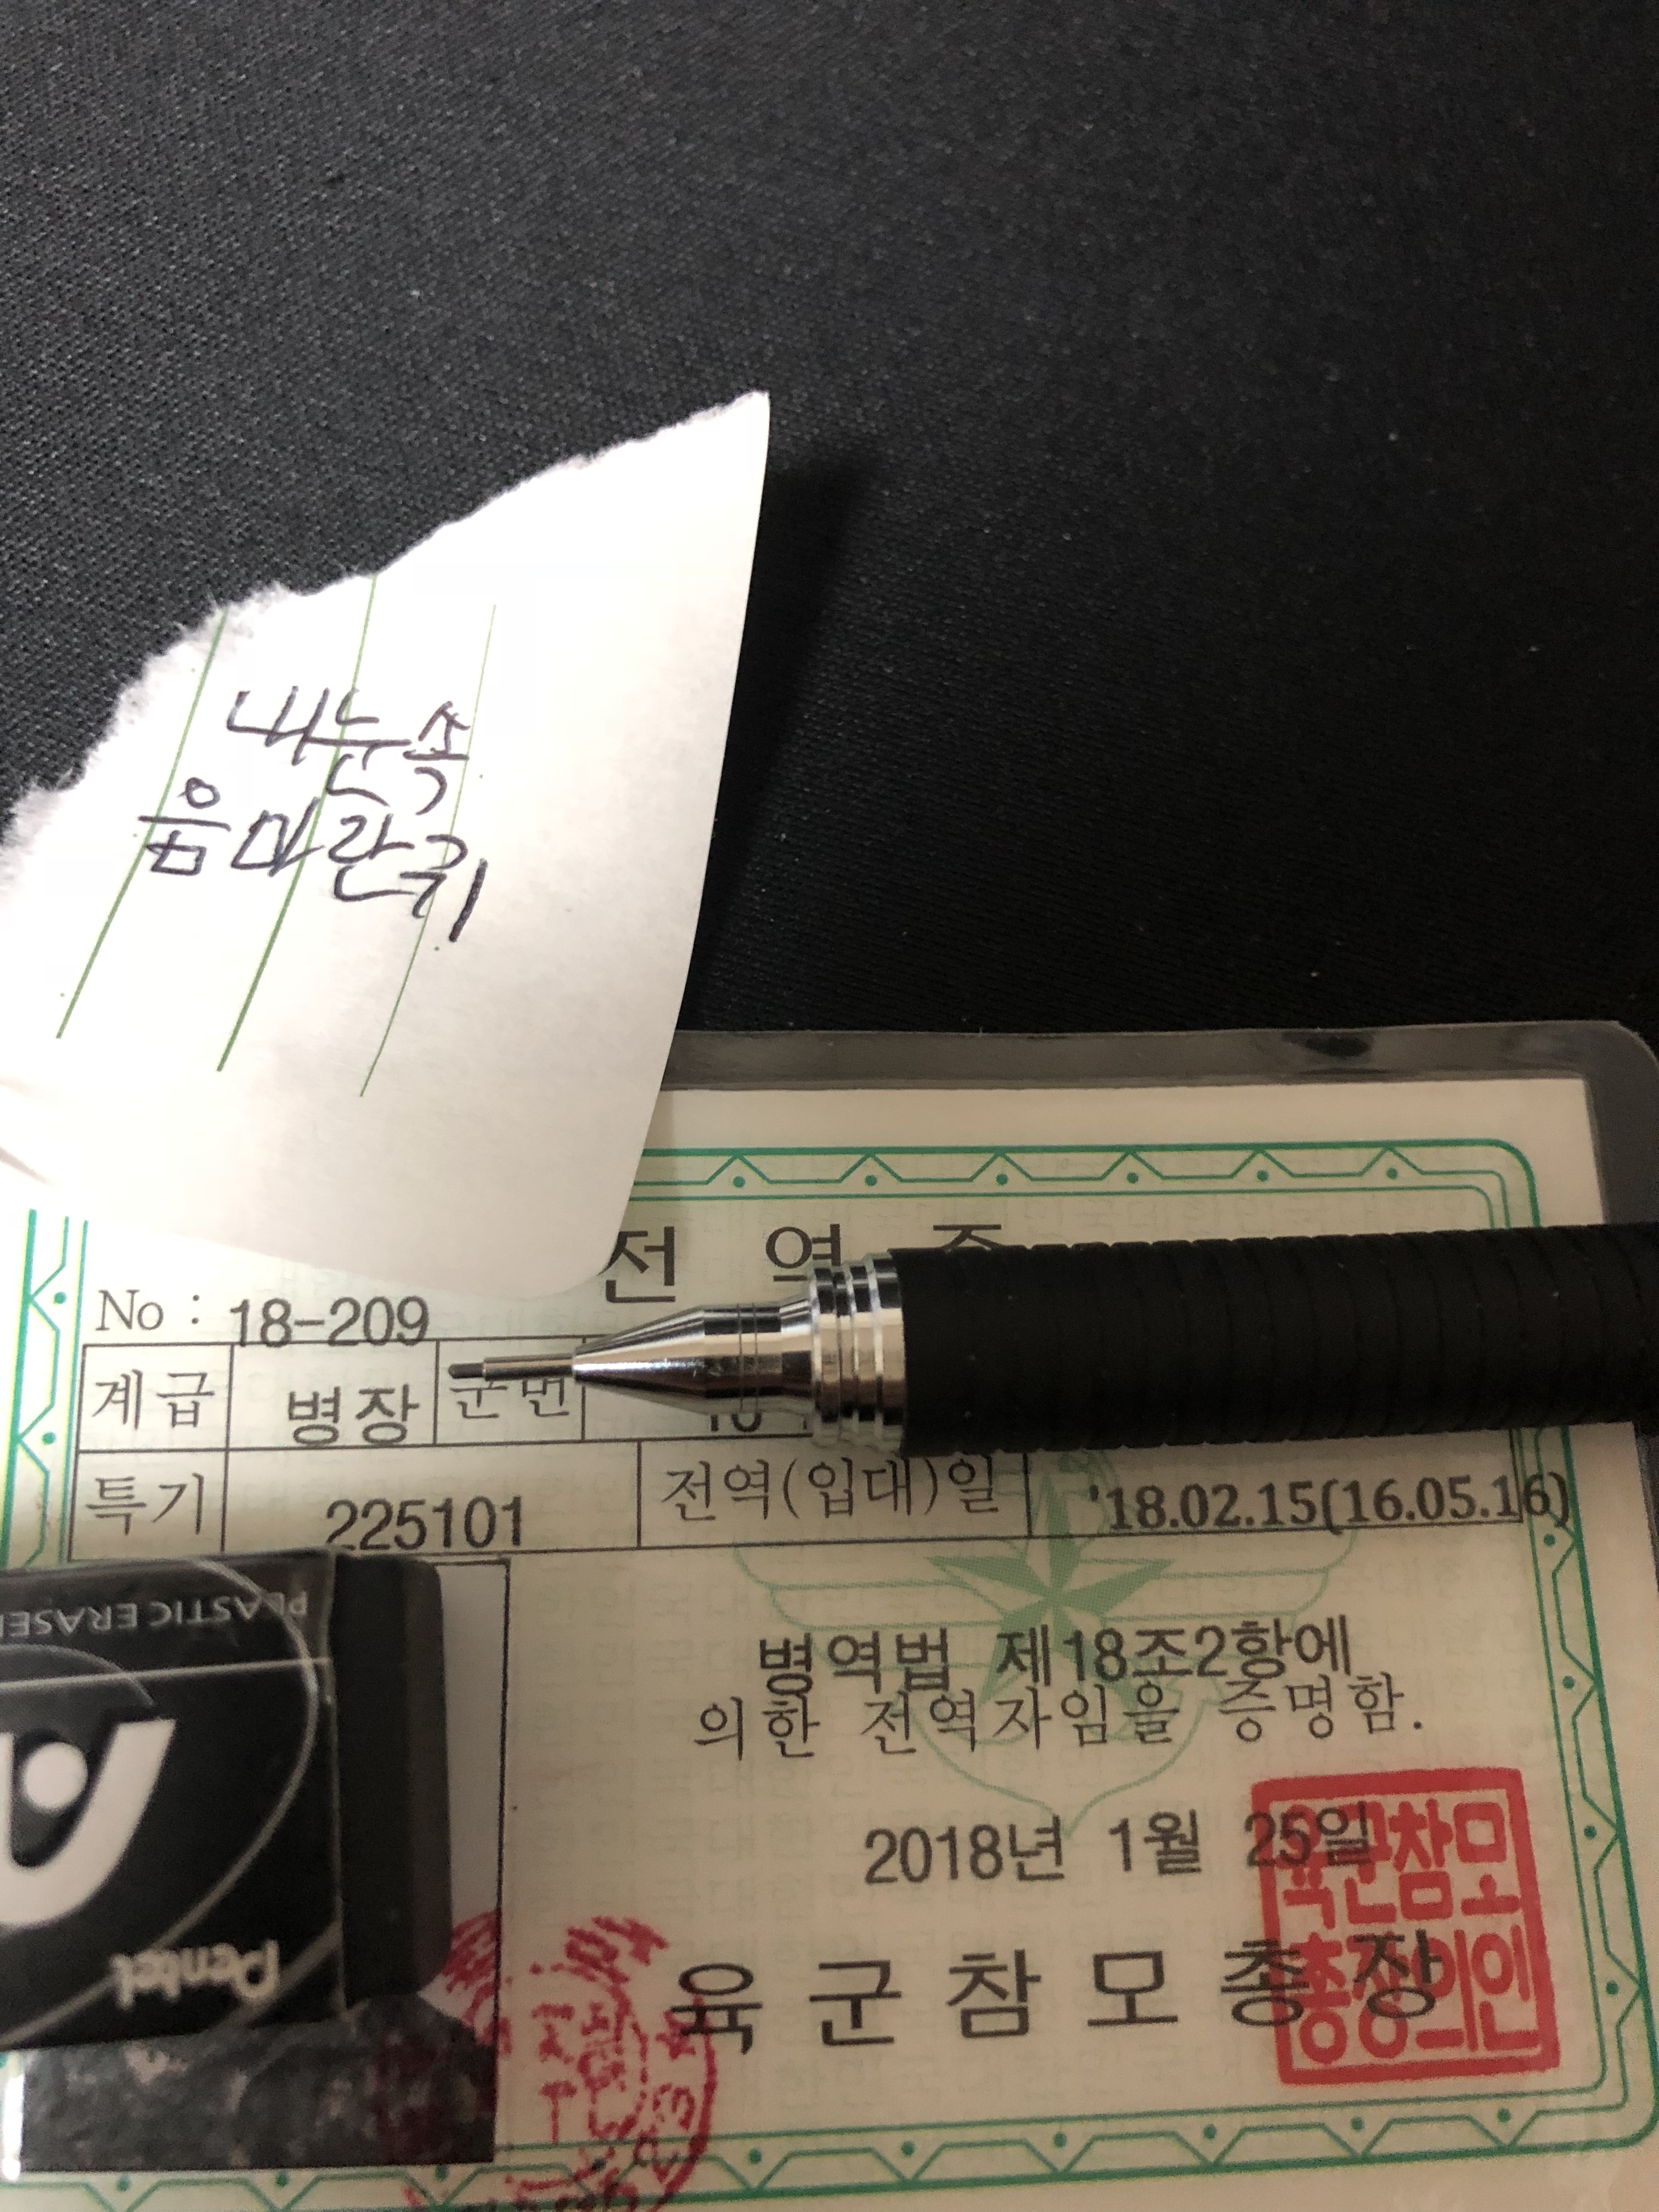 내눈속
음마란귀
전 역 증
No : 18-209
계급 병장 군번
특기 225101 전역(입대)일 '18.02.15(16.05.16)
병역법 제18조2항에
의한 전역자임을 증명함.
2018년 1월 25일
육군참모총장
육군참모
총장의인
PLASTIC ERASER
Pentel